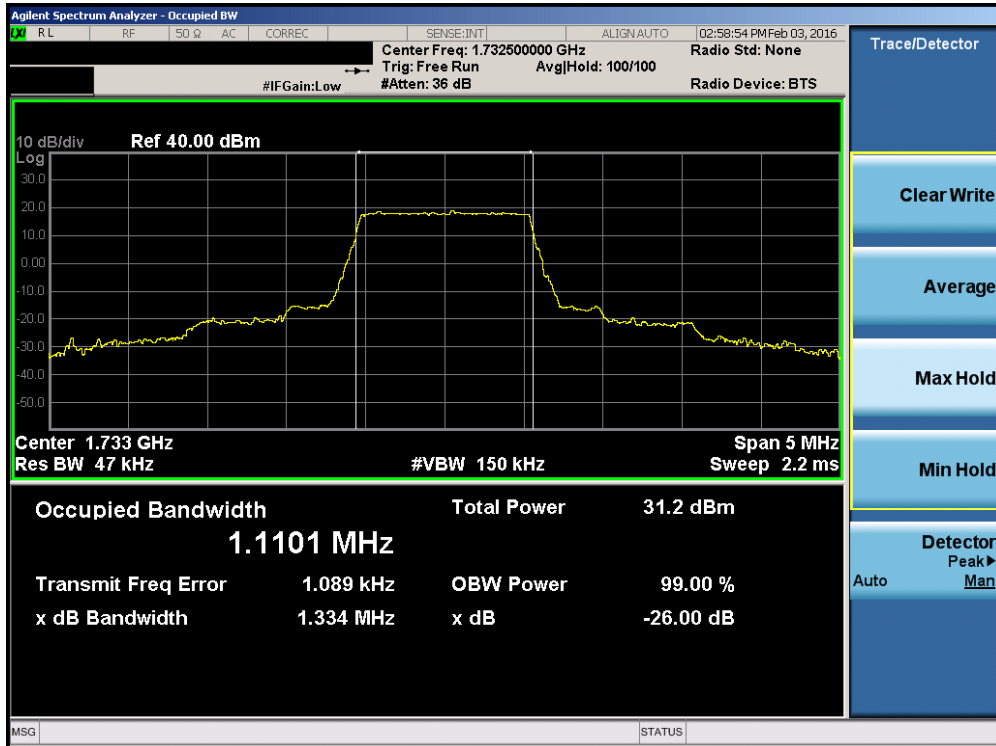 Agilent Spectrum Analyzer - Occupied BW
LXI RL RF 50 Ω AC CORREC SENSE:INT ALIGN AUTO 02:58:54 PM Feb 03, 2016
Center Freq: 1.732500000 GHz Radio Std: None
Trig: Free Run Avg|Hold: 100/100
#IFGain:Low #Atten: 36 dB Radio Device: BTS
10 dB/div Ref 40.00 dBm
Log
30.0
20.0
10.0
0.00
-10.0
-20.0
-30.0
-40.0
-50.0
Center 1.733 GHz Span 5 MHz
Res BW 47 kHz #VBW 150 kHz Sweep 2.2 ms
Occupied Bandwidth Total Power 31.2 dBm
1.1101 MHz
Transmit Freq Error 1.089 kHz OBW Power 99.00 %
x dB Bandwidth 1.334 MHz x dB -26.00 dB
MSG STATUS
Trace/Detector
Clear Write
Average
Max Hold
Min Hold
Detector
Peak▶
Auto Man